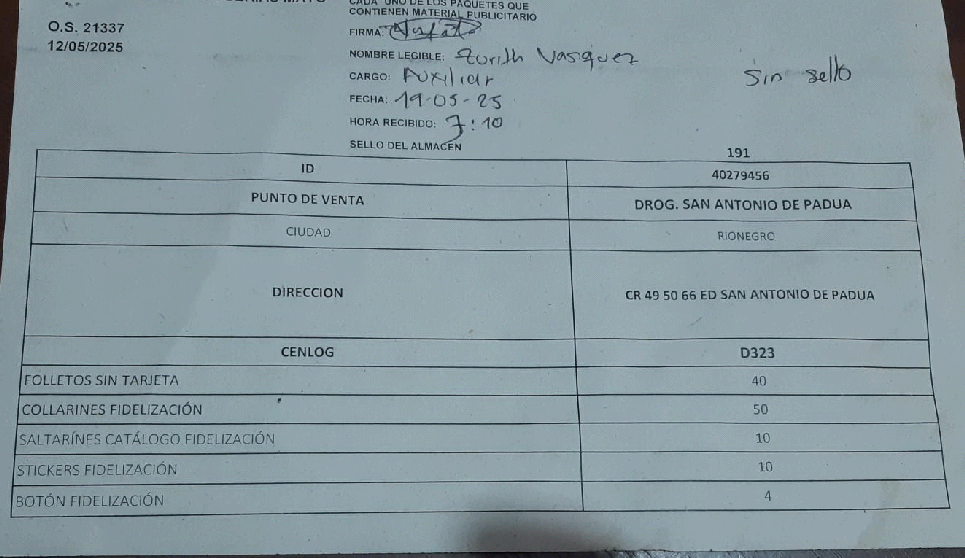 CADA UNO DE LOS PAQUETES QUE
CONTIENEN MATERIAL PUBLICITARIO
O.S. 21337
12/05/2025
FIRMA:
NOMBRE LEGIBLE: Zurith Vasquez
CARGO: Auxiliar
Sin sello
FECHA: 19-05-25
HORA RECIBIDO: 7:10
SELLO DEL ALMACEN
191
ID 40279456
PUNTO DE VENTA DROG. SAN ANTONIO DE PADUA
CIUDAD RIONEGRO
DIRECCION CR 49 50 66 ED SAN ANTONIO DE PADUA
CENLOG D323
FOLLETOS SIN TARJETA 40
COLLARINES FIDELIZACIÓN 50
SALTARÍNES CATÁLOGO FIDELIZACIÓN 10
STICKERS FIDELIZACIÓN 10
BOTÓN FIDELIZACIÓN 4